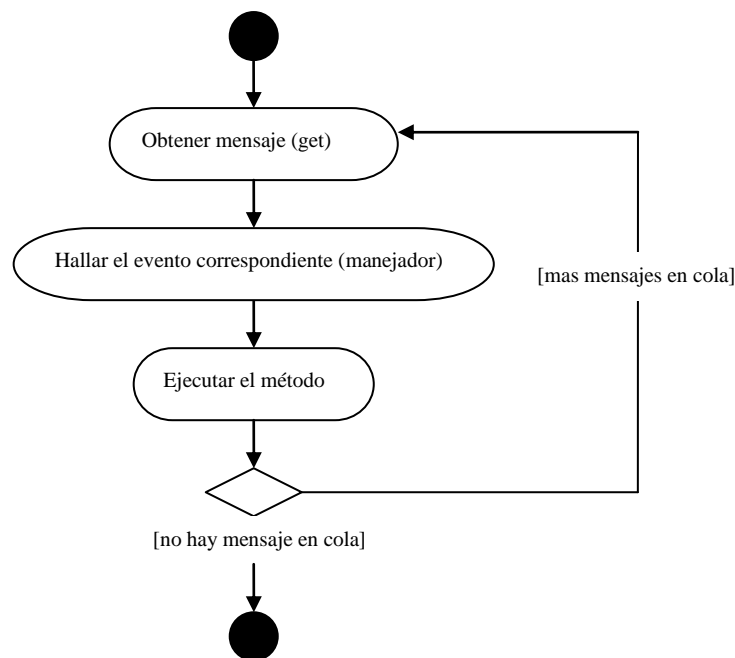 Obtener mensaje (get)
Hallar el evento correspondiente (manejador)
[mas mensajes en cola]
Ejecutar el método
[no hay mensaje en cola]